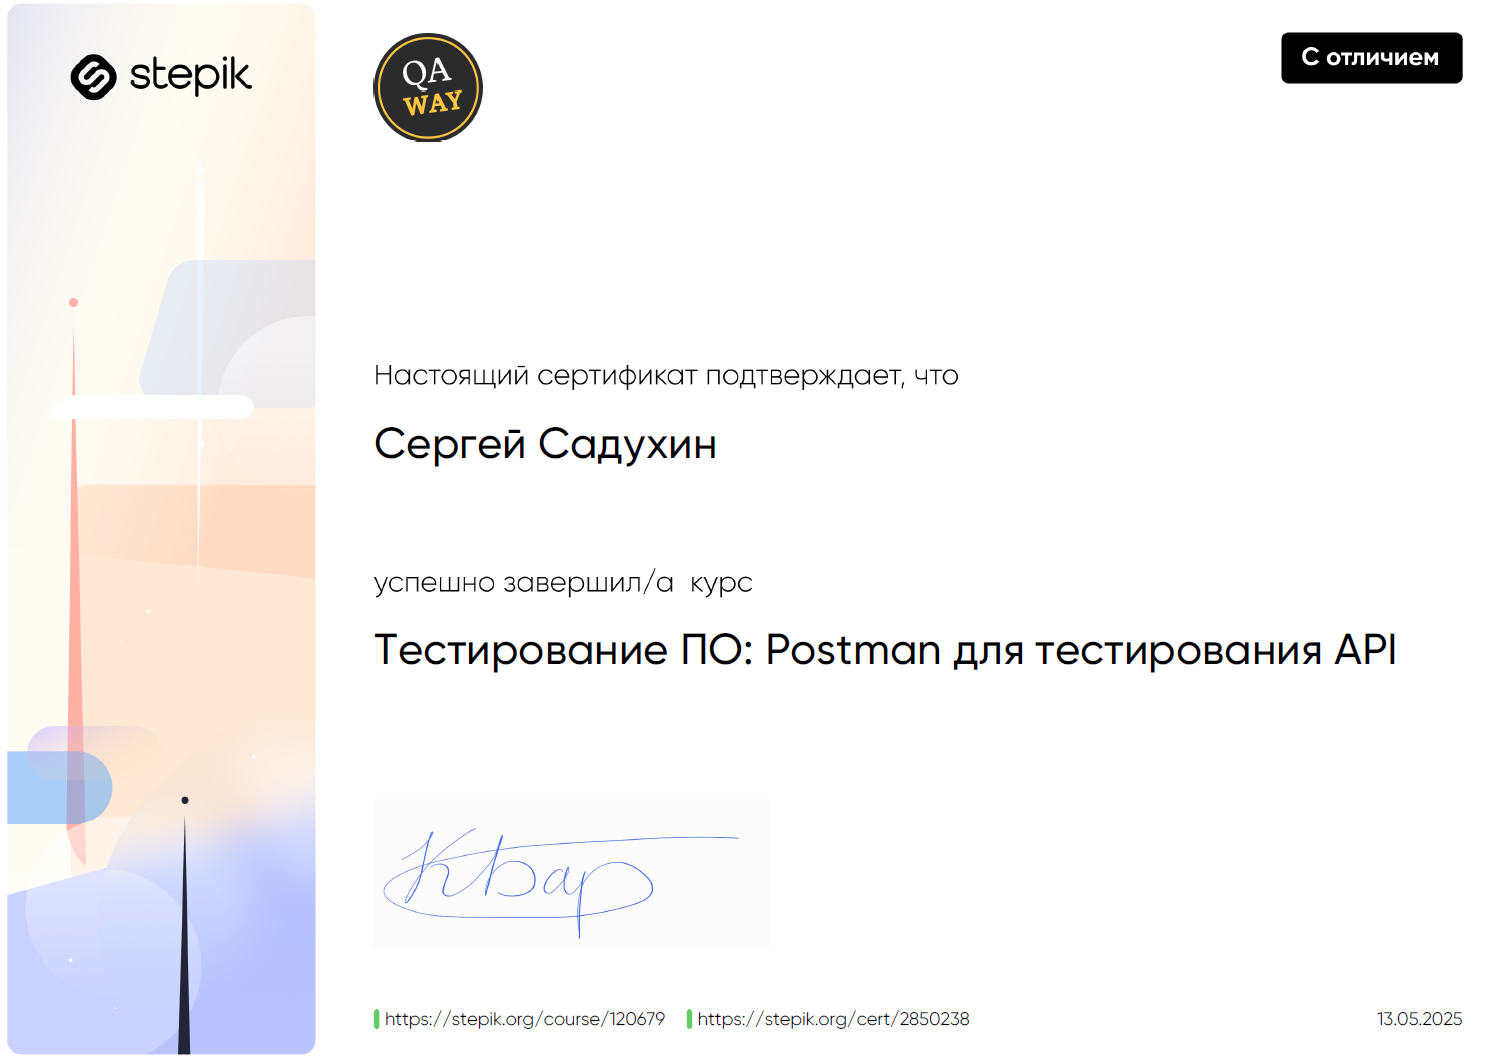 stepik
QA
WAY
С отличием
Настоящий сертификат подтверждает, что
Сергей Садухин
успешно завершил/а  курс
Тестирование ПО: Postman для тестирования API
https://stepik.org/course/120679
https://stepik.org/cert/2850238
13.05.2025